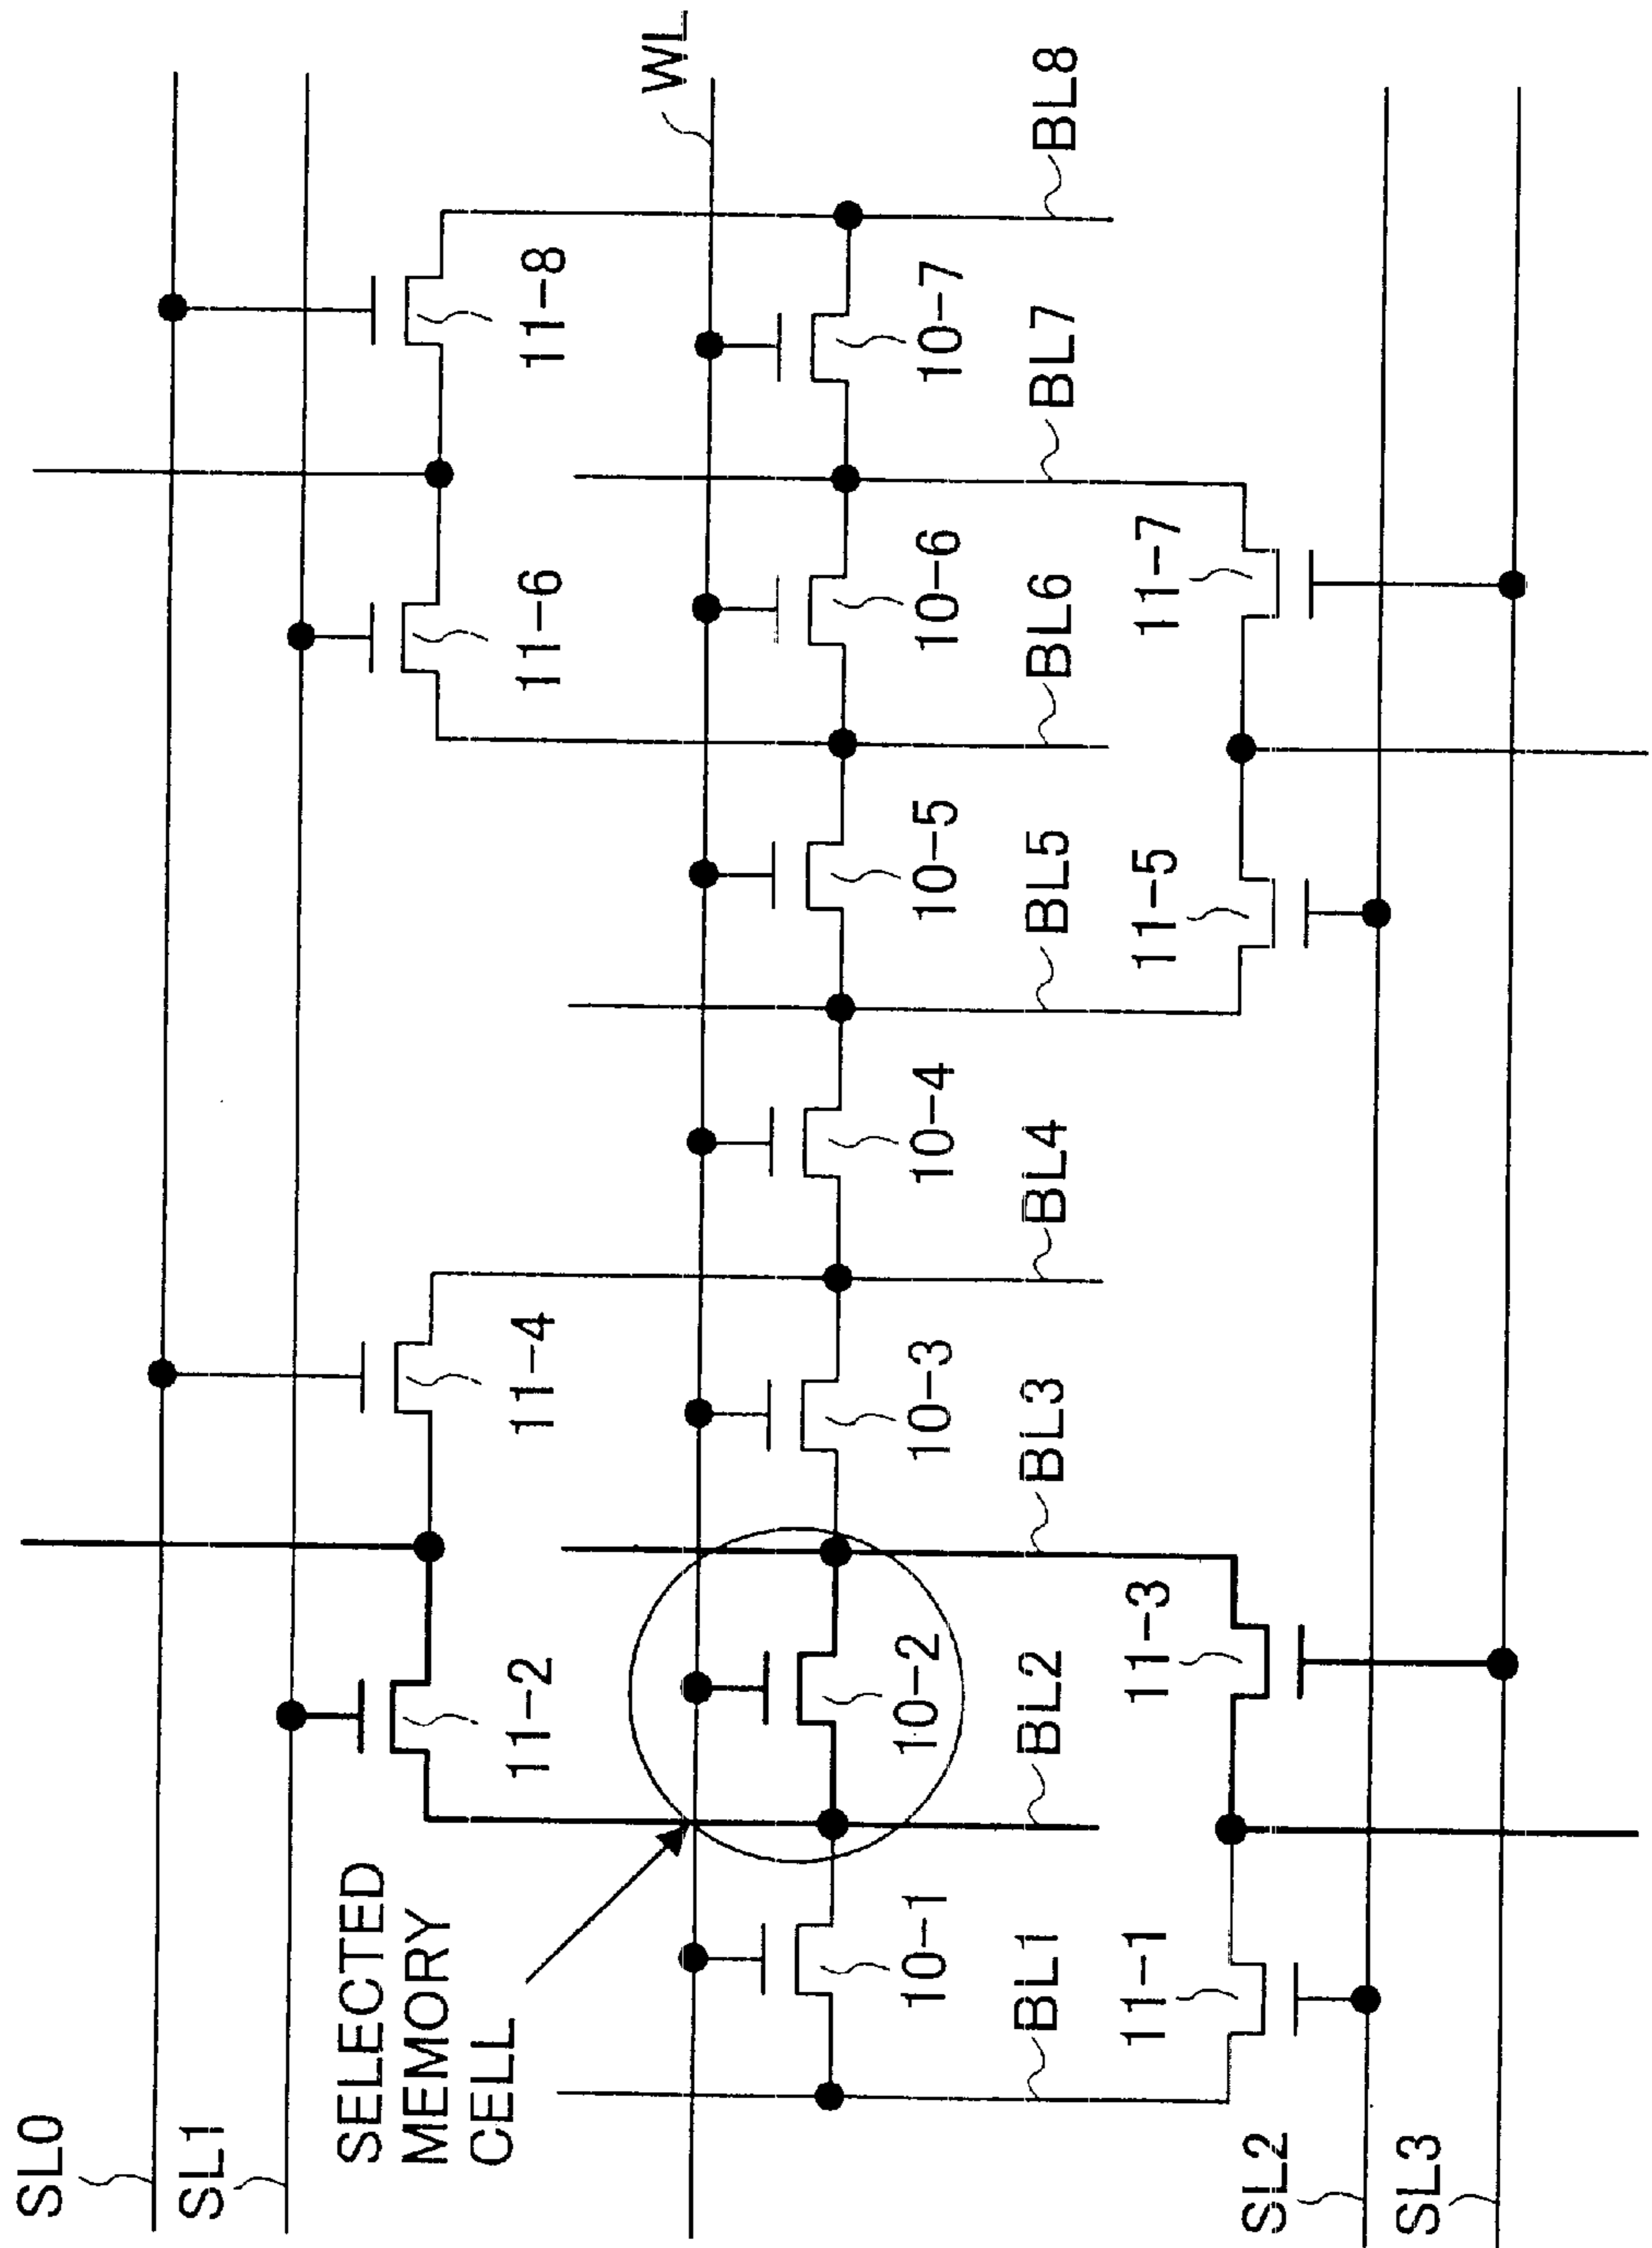 SL0
SL1
SELECTED
MEMORY
CELL
WL
11-2
11-4
11-6
11-8
10-1
10-2
10-3
10-4
10-5
10-6
10-7
BL1
BL2
BL3
BL4
BL5
BL6
BL7
BL8
11-1
11-3
11-5
11-7
SL2
SL3